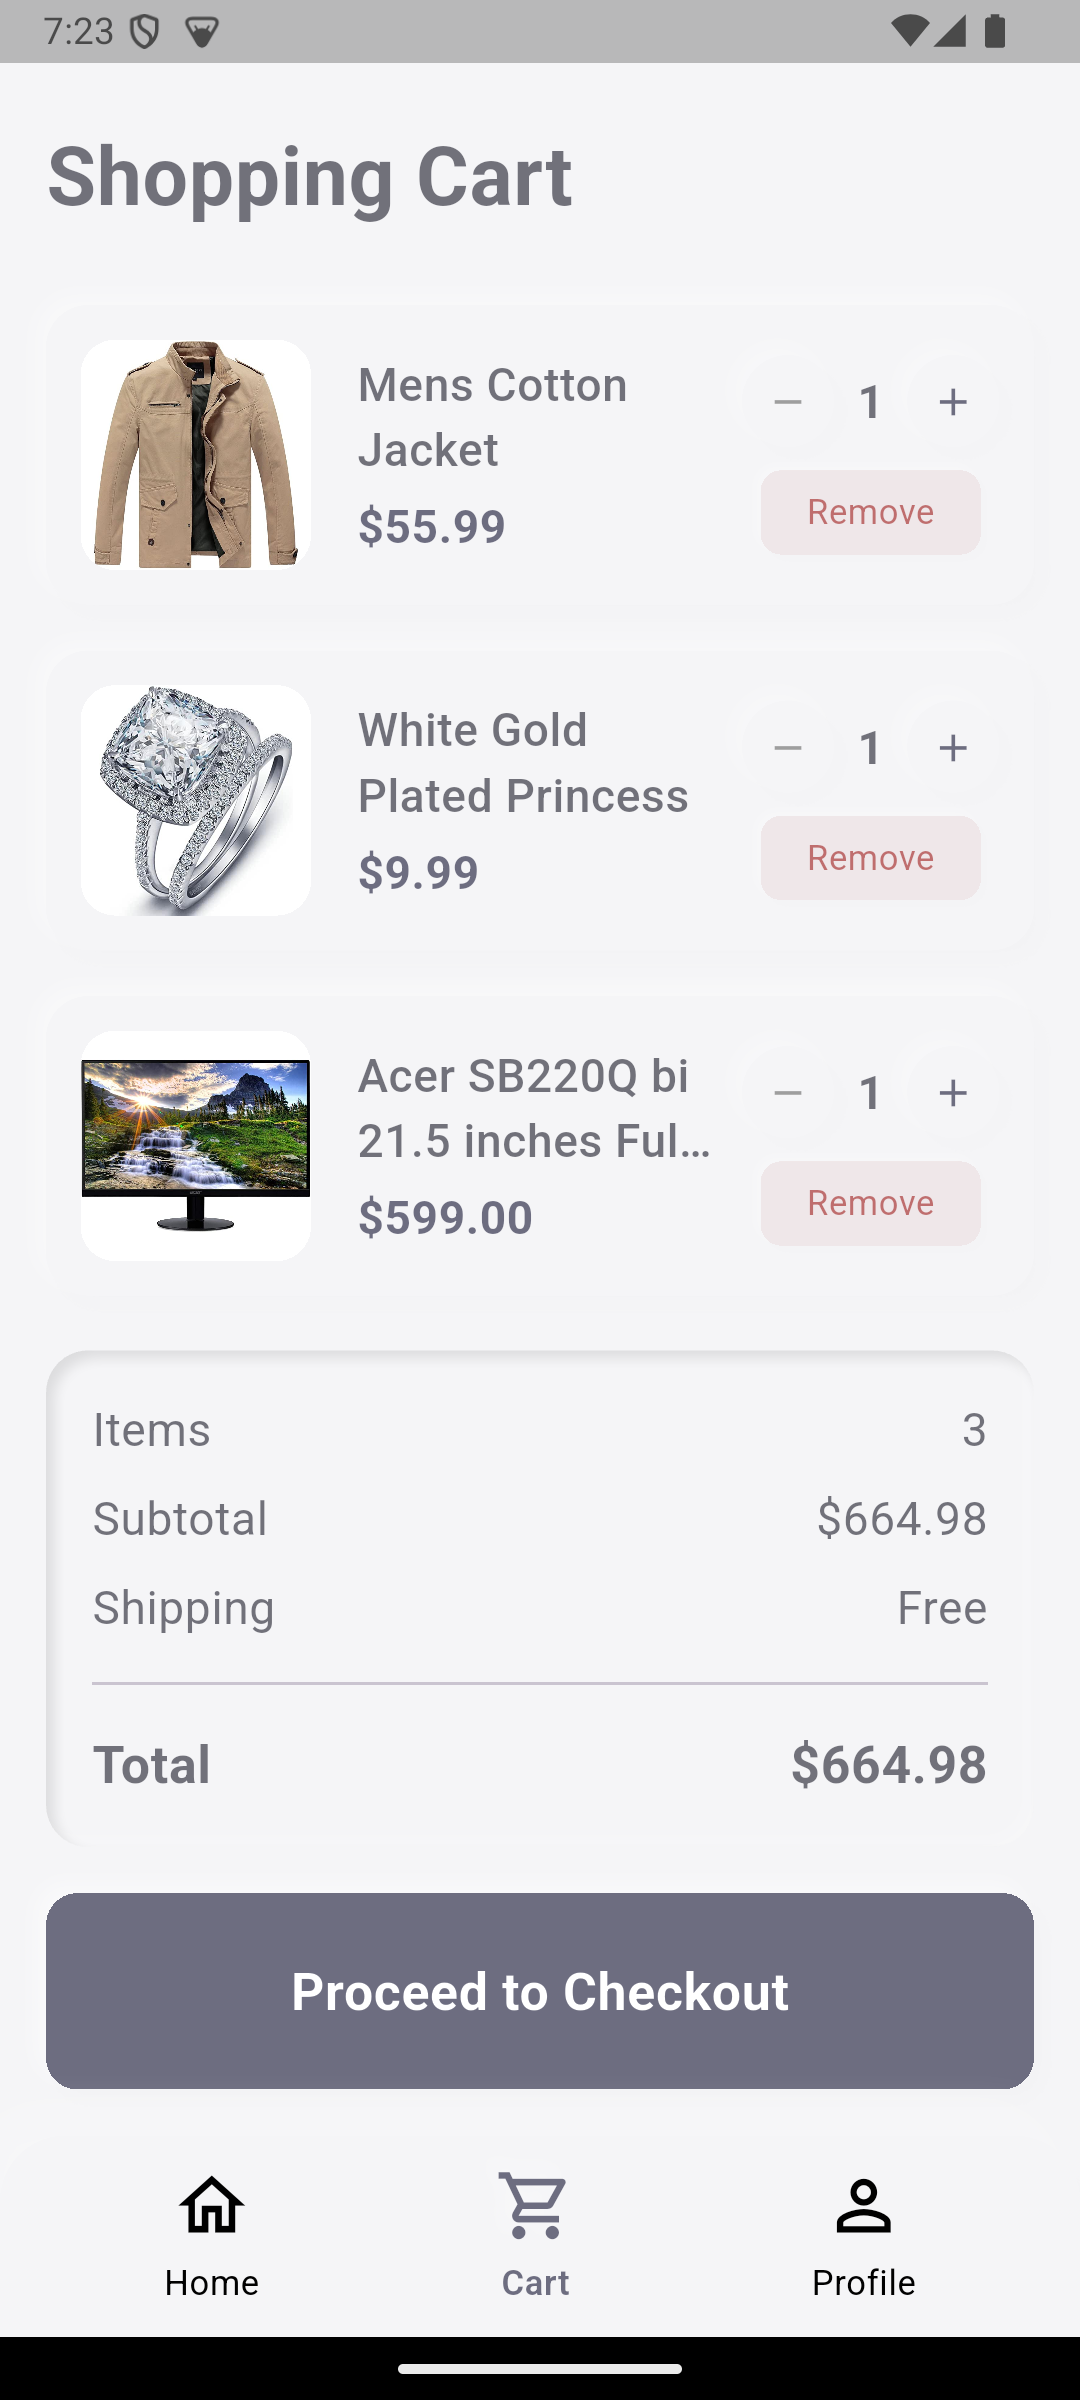 7:23
Shopping Cart
Mens Cotton
Jacket
$55.99
1
Remove
White Gold
Plated Princess
$9.99
1
Remove
Acer SB220Q bi
21.5 inches Ful...
$599.00
1
Remove
Items 3
Subtotal $664.98
Shipping Free
Total $664.98
Proceed to Checkout
Home Cart Profile